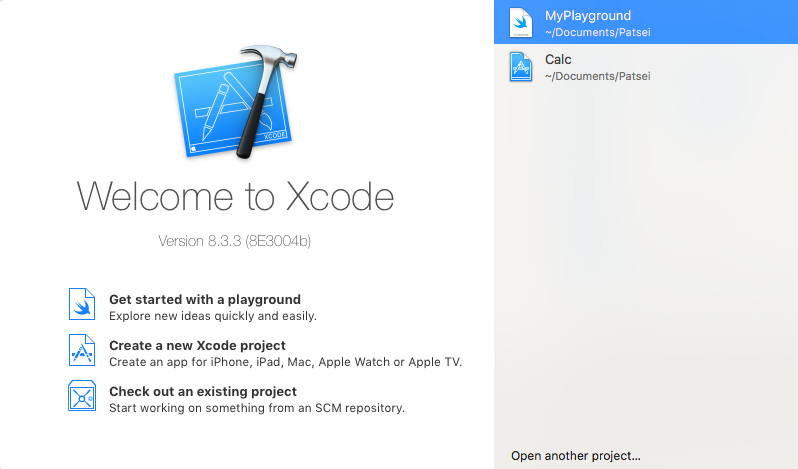 XCODE
Welcome to Xcode
Version 8.3.3 (8E3004b)
Get started with a playground
Explore new ideas quickly and easily.
Create a new Xcode project
Create an app for iPhone, iPad, Mac, Apple Watch or Apple TV.
Check out an existing project
Start working on something from an SCM repository.
MyPlayground
~/Documents/Patsei
Calc
~/Documents/Patsei
Open another project...